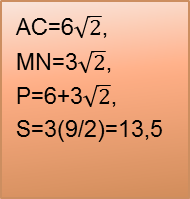 AC=6√2,
MN=3√2,
P=6+3√2,
S=3(9/2)=13,5